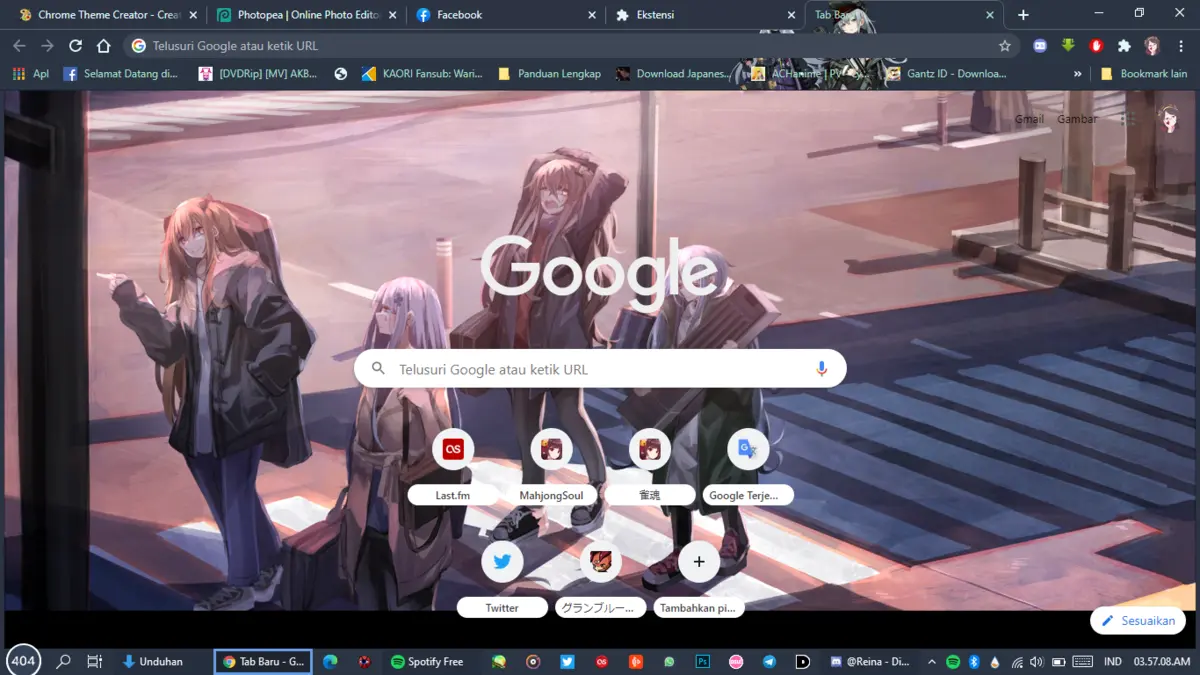 Chrome Theme Creator - Creat
Photopea | Online Photo Edito
Facebook
Ekstensi
Tab Baru
Telusuri Google atau ketik URL
Apl
Selamat Datang di...
[DVDRip] [MV] AKB...
KAORI Fansub: Wari...
Panduan Lengkap
Download Japanes...
ACHanime | PV
Gantz ID - Downloa...
»
Bookmark lain
Gmail
Gambar
Google
Telusuri Google atau ketik URL
Last.fm
MahjongSoul
雀魂
Google Terje...
Twitter
グランブルー...
Tambahkan pi...
Sesuaikan
404
Unduhan
Tab Baru - G...
Spotify Free
Ps
@Reina - Di...
IND
03.57.08.AM